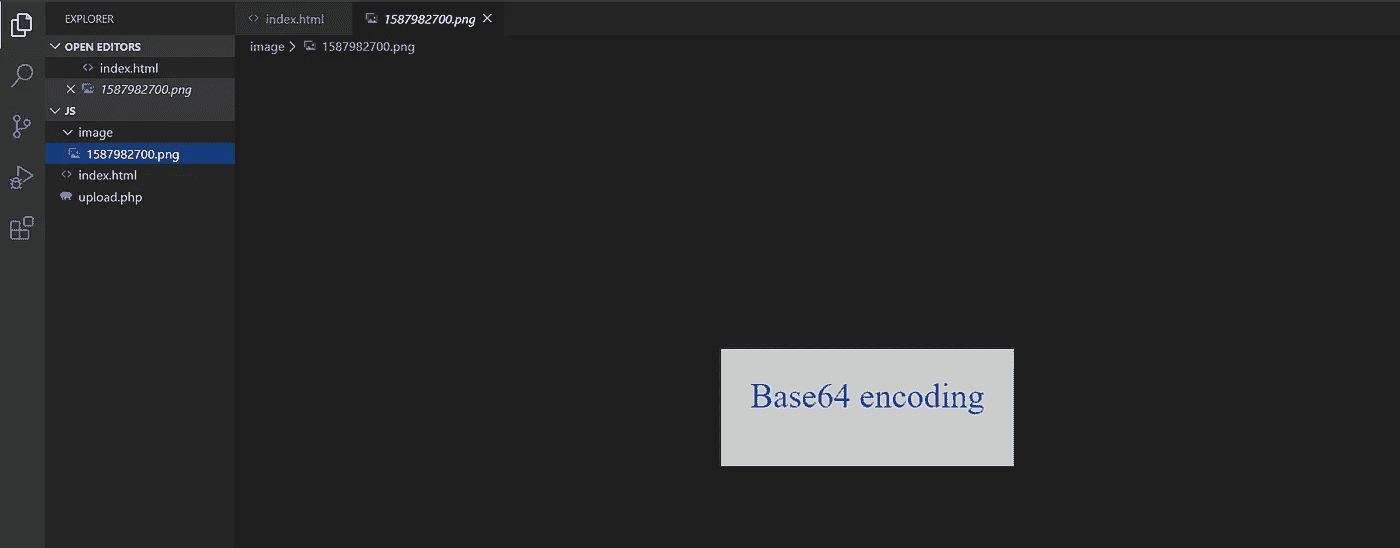 EXPLORER
OPEN EDITORS
index.html
1587982700.png
JS
image
1587982700.png
index.html
upload.php
index.html
1587982700.png
image > 1587982700.png
Base64 encoding